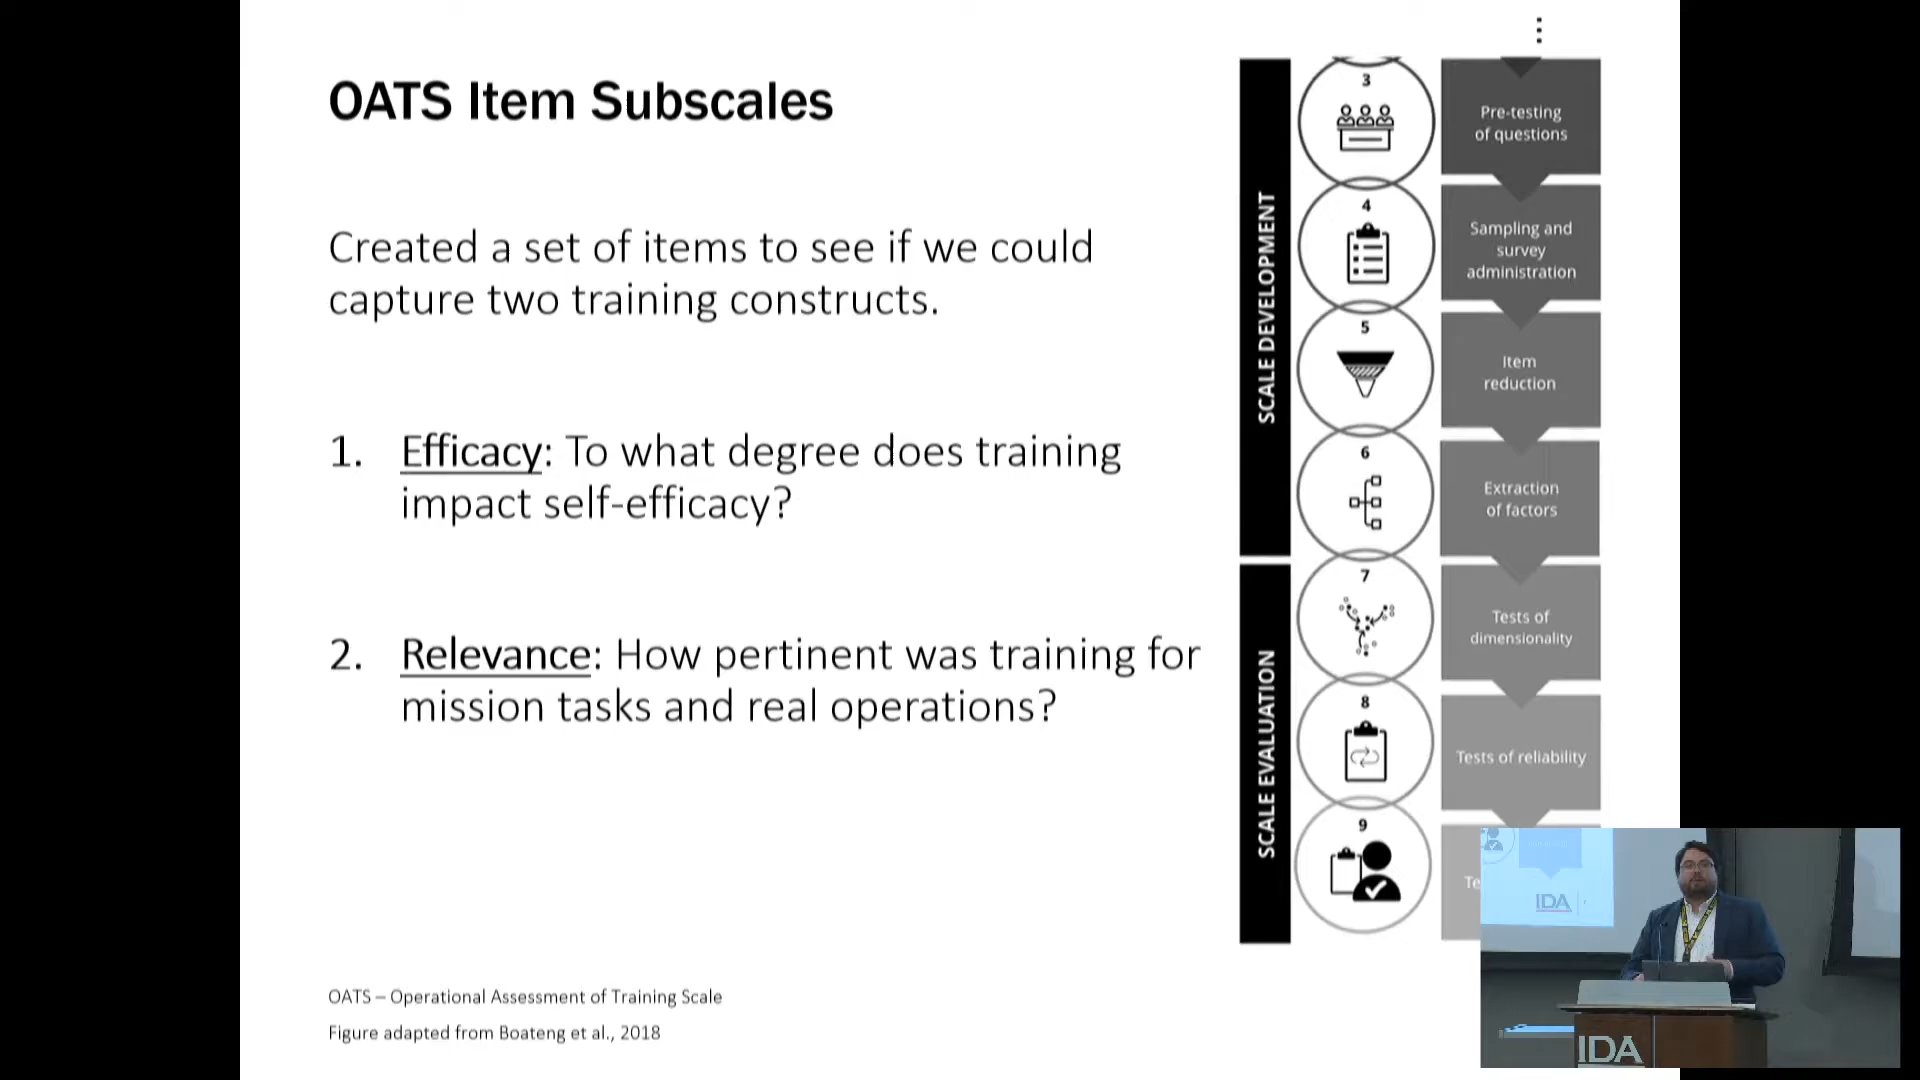 OATS Item Subscales
Created a set of items to see if we could
capture two training constructs.
1. Efficacy: To what degree does training
impact self-efficacy?
2. Relevance: How pertinent was training for
mission tasks and real operations?
OATS – Operational Assessment of Training Scale
Figure adapted from Boateng et al., 2018
SCALE DEVELOPMENT
3
Pre-testing
of questions
4
Sampling and
survey
administration
5
Item
reduction
6
Extraction
of factors
SCALE EVALUATION
7
Tests of
dimensionality
8
Tests of reliability
9
Te
IDA
IDA